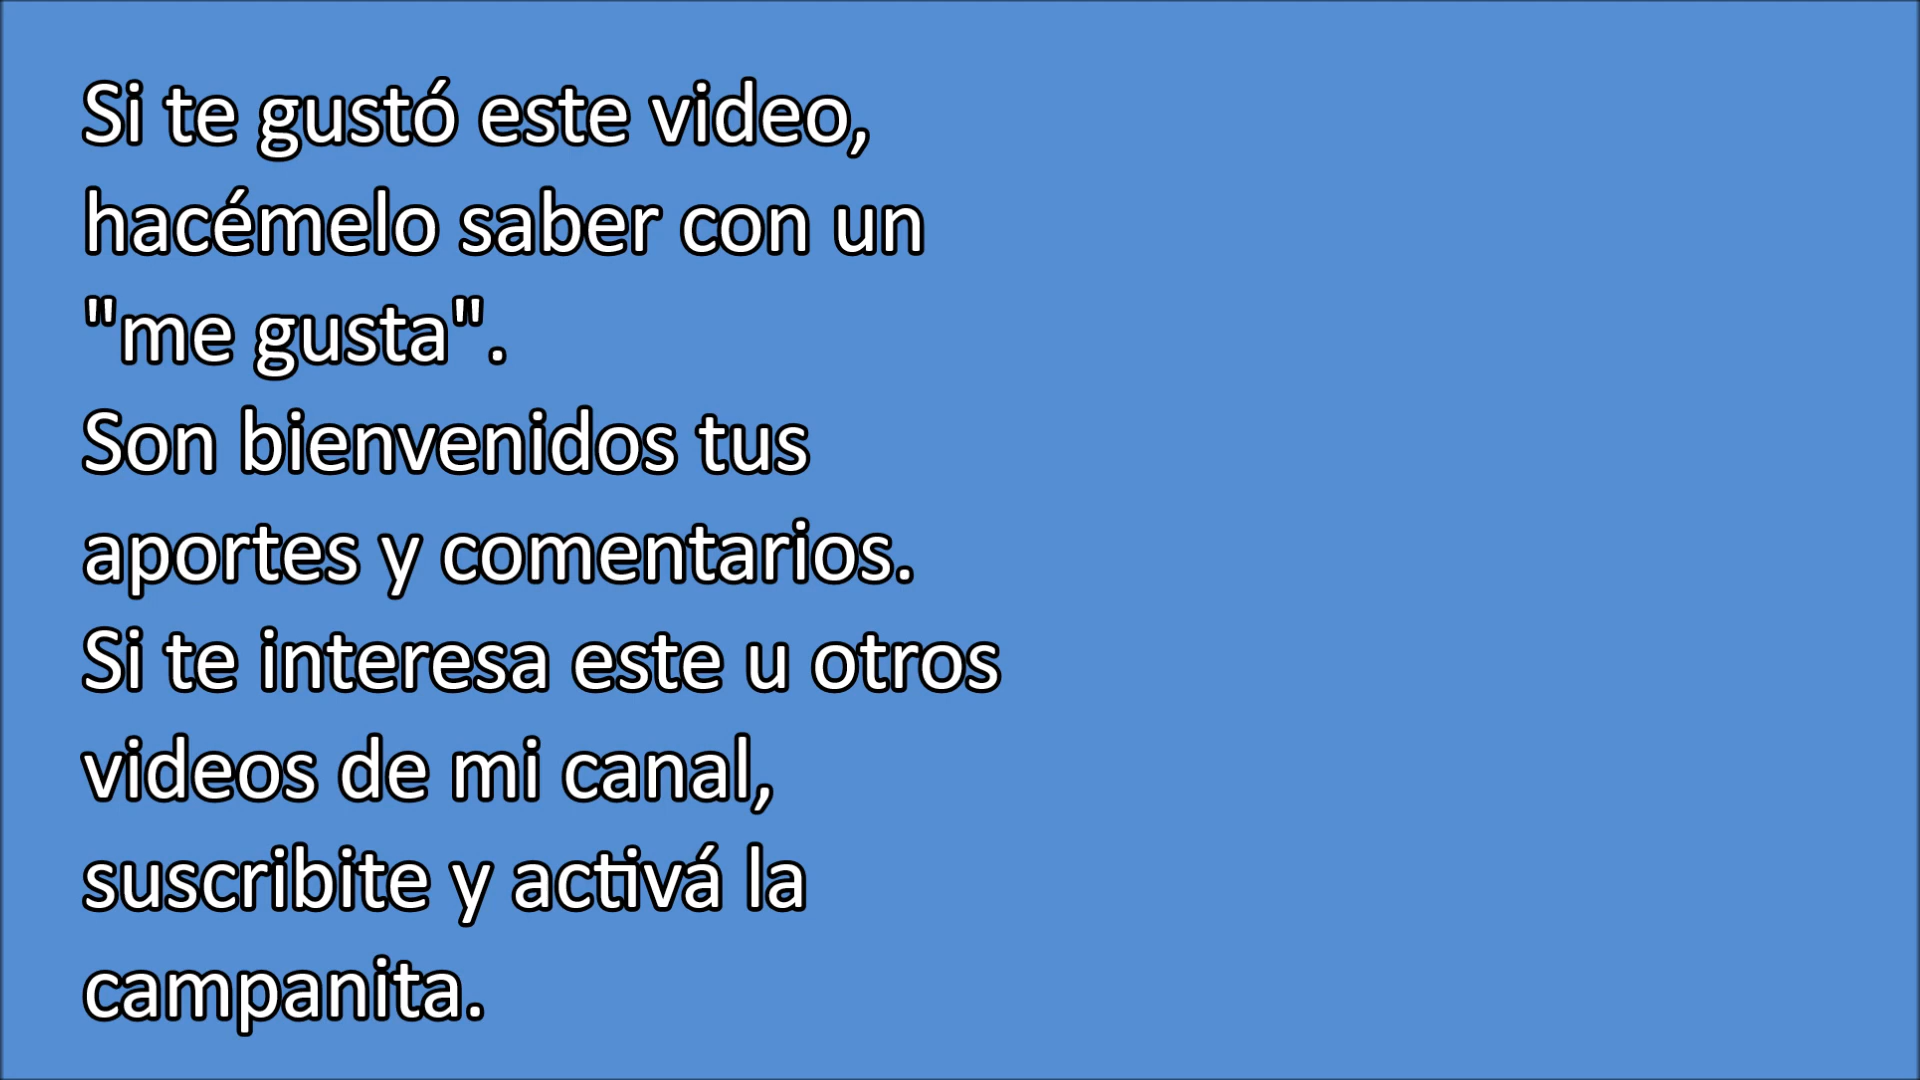 Si te gustó este video,
hacémelo saber con un
"me gusta".
Son bienvenidos tus
aportes y comentarios.
Si te interesa este u otros
videos de mi canal,
suscribite y activá la
campanita.